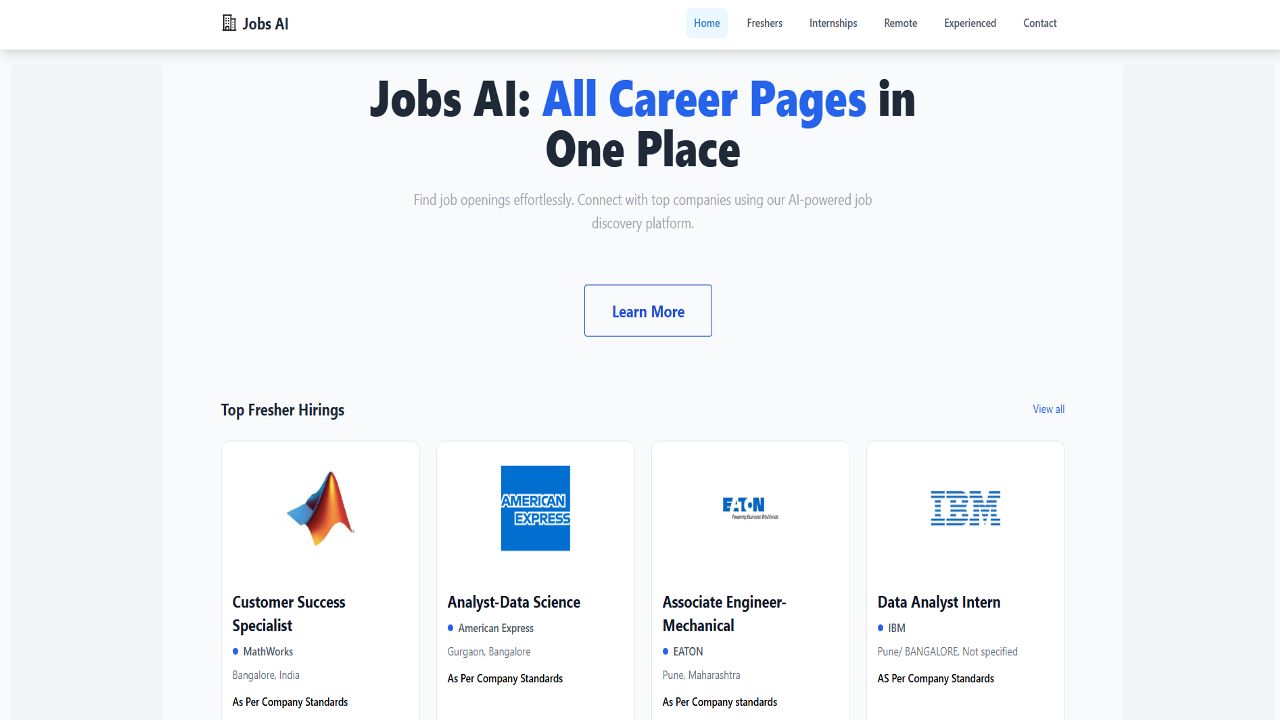 Jobs AI
Home
Freshers
Internships
Remote
Experienced
Contact
Jobs AI: All Career Pages in
One Place
Find job openings effortlessly. Connect with top companies using our AI-powered job
discovery platform.
Learn More
Top Fresher Hirings
View all
Customer Success
Specialist
MathWorks
Bangalore, India
As Per Company Standards
AMERICAN
EXPRESS
Analyst-Data Science
American Express
Gurgaon, Bangalore
As Per Company Standards
EATON
Powering Business Worldwide
Associate Engineer-
Mechanical
EATON
Pune, Maharashtra
As Per Company standards
IBM
Data Analyst Intern
IBM
Pune/ BANGALORE, Not specified
AS Per Company Standards